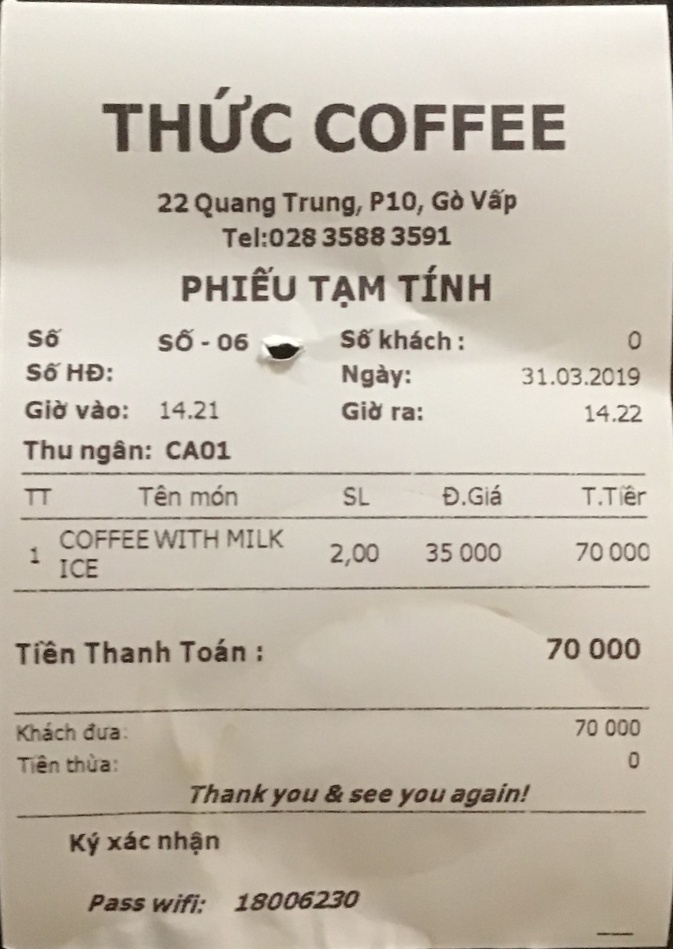 THỨC COFFEE
22 Quang Trung, P10, Gò Vấp
Tel:028 3588 3591
PHIẾU TẠM TÍNH
Số SỐ - 06 Số khách : 0
Số HĐ: Ngày: 31.03.2019
Giờ vào: 14.21 Giờ ra: 14.22
Thu ngân: CA01
TT Tên món SL Đ.Giá T.Tiền
1 COFFEE WITH MILK ICE 2,00 35 000 70 000
Tiền Thanh Toán : 70 000
Khách đưa: 70 000
Tiền thừa: 0
Thank you & see you again!
Ký xác nhận
Pass wifi: 18006230